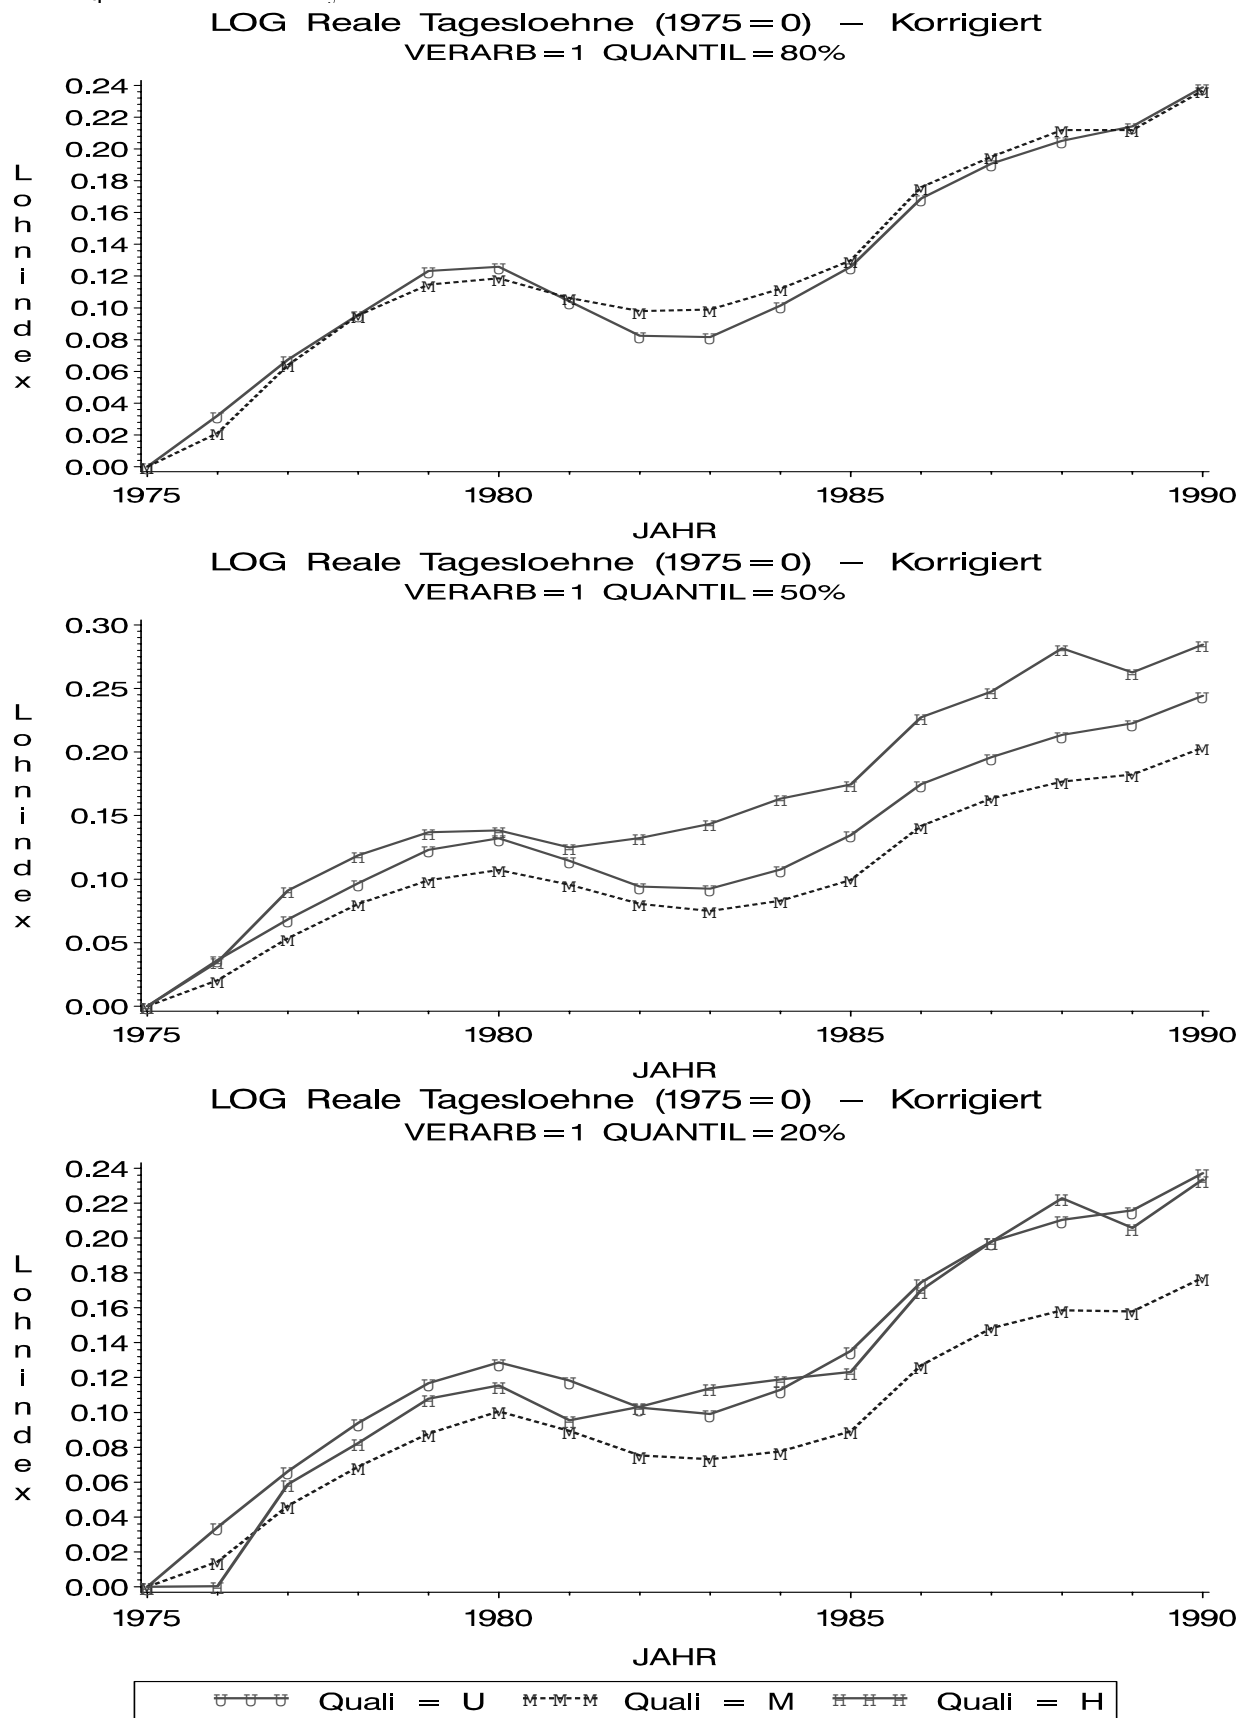 LOG Reale Tagesloehne (1975=0) — Korrigiert
VERARB=1 QUANTIL=80%
0.24
0.22
0.20
0.18
0.16
0.14
0.12
0.10
0.08
0.06
0.04
0.02
0.00
Lohnindex
1975 1980 1985 1990
JAHR
LOG Reale Tagesloehne (1975=0) — Korrigiert
VERARB=1 QUANTIL=50%
0.30
0.25
0.20
0.15
0.10
0.05
0.00
Lohnindex
1975 1980 1985 1990
JAHR
LOG Reale Tagesloehne (1975=0) — Korrigiert
VERARB=1 QUANTIL=20%
0.24
0.22
0.20
0.18
0.16
0.14
0.12
0.10
0.08
0.06
0.04
0.02
0.00
Lohnindex
1975 1980 1985 1990
JAHR
U U U Quali = U M M M Quali = M H H H Quali = H